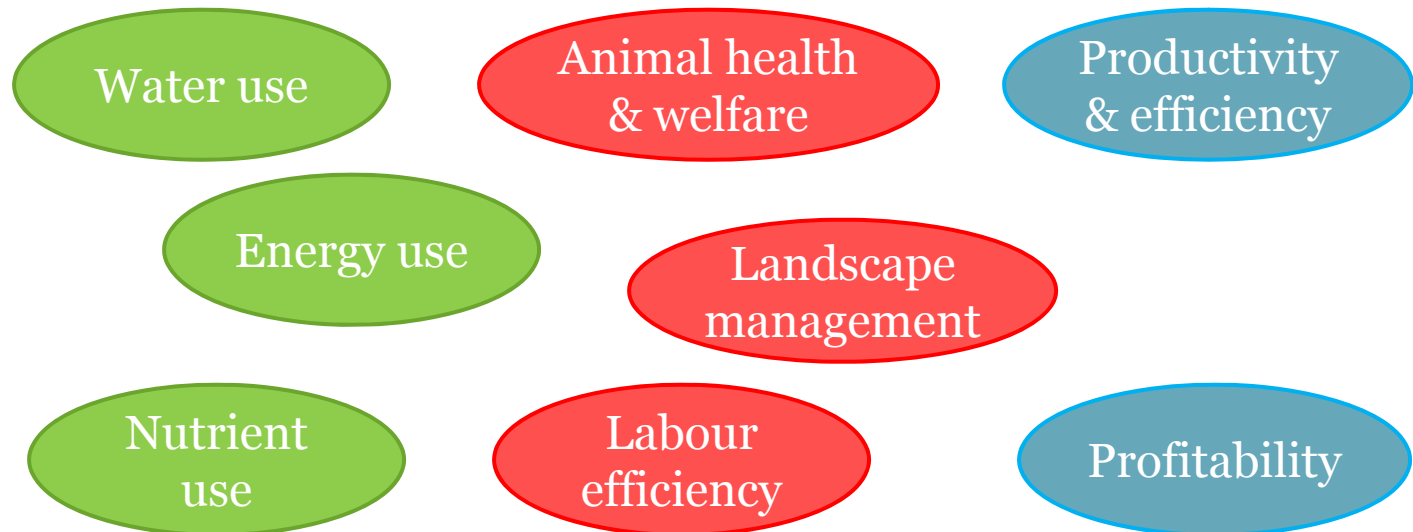 Water use
Animal health
& welfare
Productivity
& efficiency
Energy use
Landscape
management
Nutrient
use
Labour
efficiency
Profitability